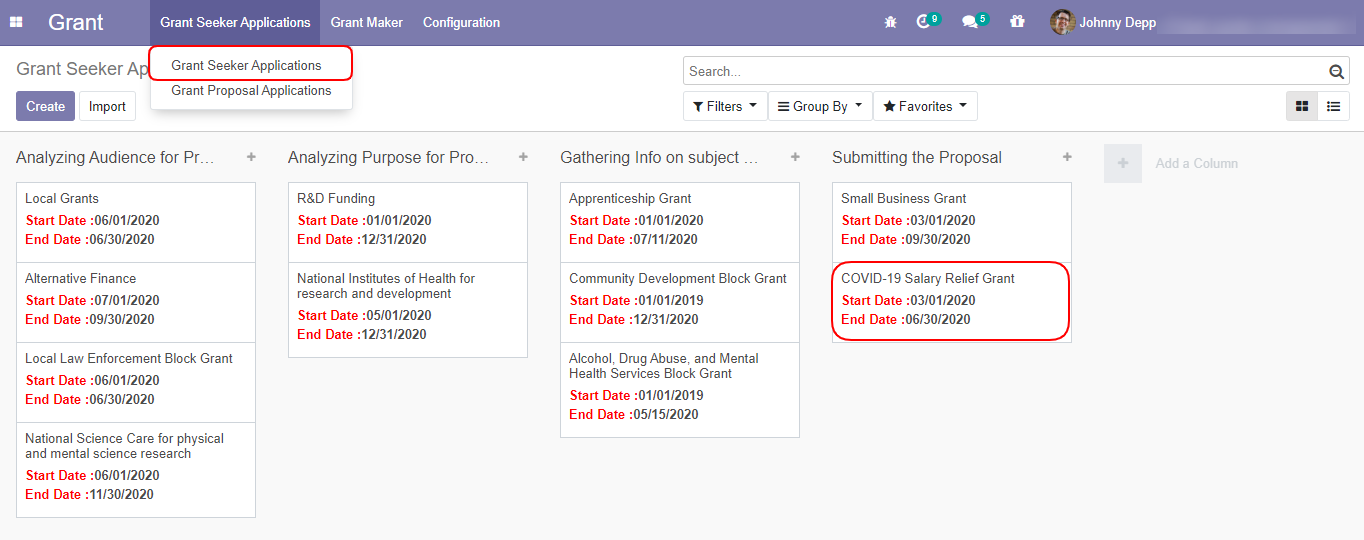 Grant
Grant Seeker Applications
Grant Maker
Configuration
9
5
Johnny Depp
Grant Seeker Ap
Grant Seeker Applications
Grant Proposal Applications
Search...
Create
Import
Filters
Group By
Favorites
Analyzing Audience for Pr…
Local Grants
Start Date :06/01/2020
End Date :06/30/2020
Alternative Finance
Start Date :07/01/2020
End Date :09/30/2020
Local Law Enforcement Block Grant
Start Date :06/01/2020
End Date :06/30/2020
National Science Care for physical
and mental science research
Start Date :06/01/2020
End Date :11/30/2020
Analyzing Purpose for Pro…
R&D Funding
Start Date :01/01/2020
End Date :12/31/2020
National Institutes of Health for
research and development
Start Date :05/01/2020
End Date :12/31/2020
Gathering Info on subject …
Apprenticeship Grant
Start Date :01/01/2020
End Date :07/11/2020
Community Development Block Grant
Start Date :01/01/2019
End Date :12/31/2020
Alcohol, Drug Abuse, and Mental
Health Services Block Grant
Start Date :01/01/2019
End Date :05/15/2020
Submitting the Proposal
Small Business Grant
Start Date :03/01/2020
End Date :09/30/2020
COVID-19 Salary Relief Grant
Start Date :03/01/2020
End Date :06/30/2020
Add a Column